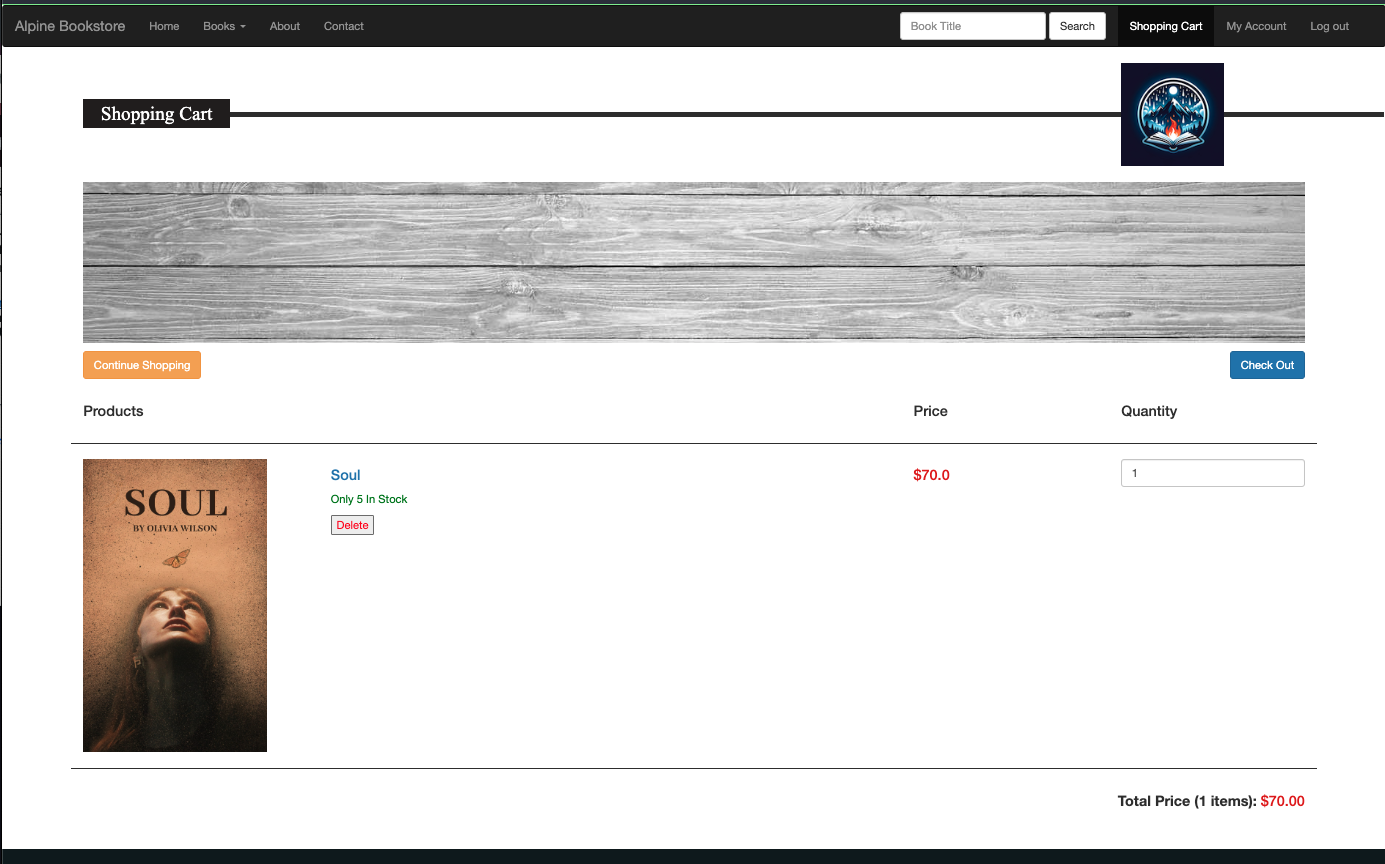 Alpine Bookstore Home Books About Contact Book Title Search Shopping Cart My Account Log out
Shopping Cart
Continue Shopping Check Out
Products Price Quantity
SOUL
BY OLIVIA WILSON
Soul $70.0 1
Only 5 In Stock
Delete
Total Price (1 items): $70.00